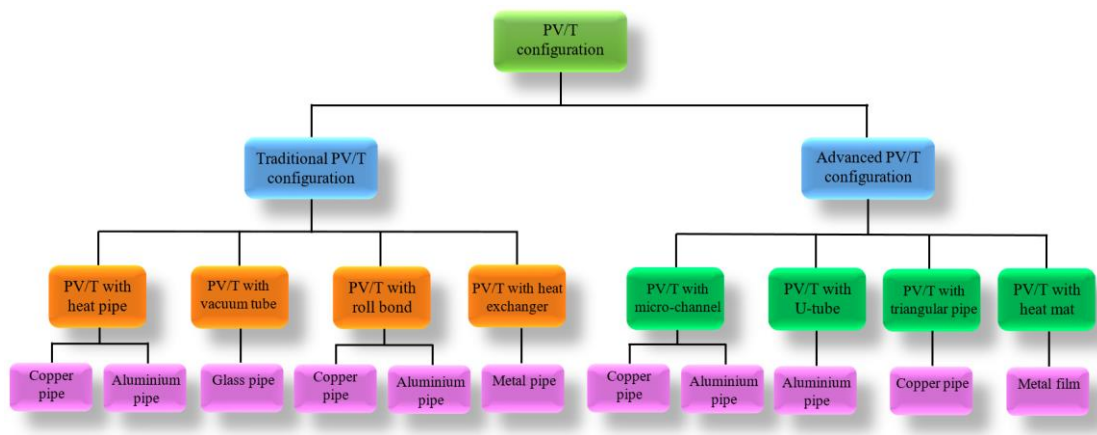 PV/T
configuration
Traditional PV/T
configuration
Advanced PV/T
configuration
PV/T with
heat pipe
PV/T with
vacuum tube
PV/T with
roll bond
PV/T with heat
exchanger
PV/T with
micro-channel
PV/T with
U-tube
PV/T with
triangular pipe
PV/T with
heat mat
Copper
pipe
Aluminium
pipe
Glass pipe
Copper
pipe
Aluminium
pipe
Metal pipe
Copper
pipe
Aluminium
pipe
Aluminium
pipe
Copper pipe
Metal film